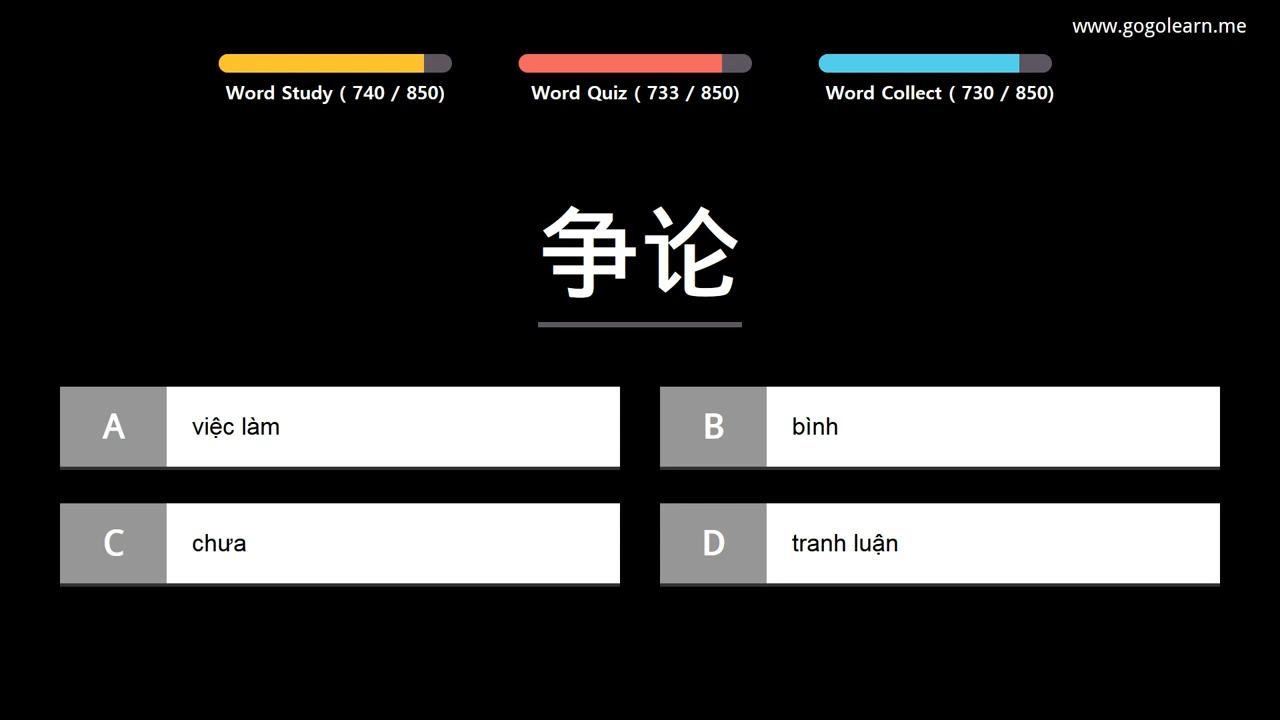 www.gogolearn.me
Word Study ( 740 / 850)
Word Quiz ( 733 / 850)
Word Collect ( 730 / 850)
争论
A việc làm
B bình
C chưa
D tranh luận